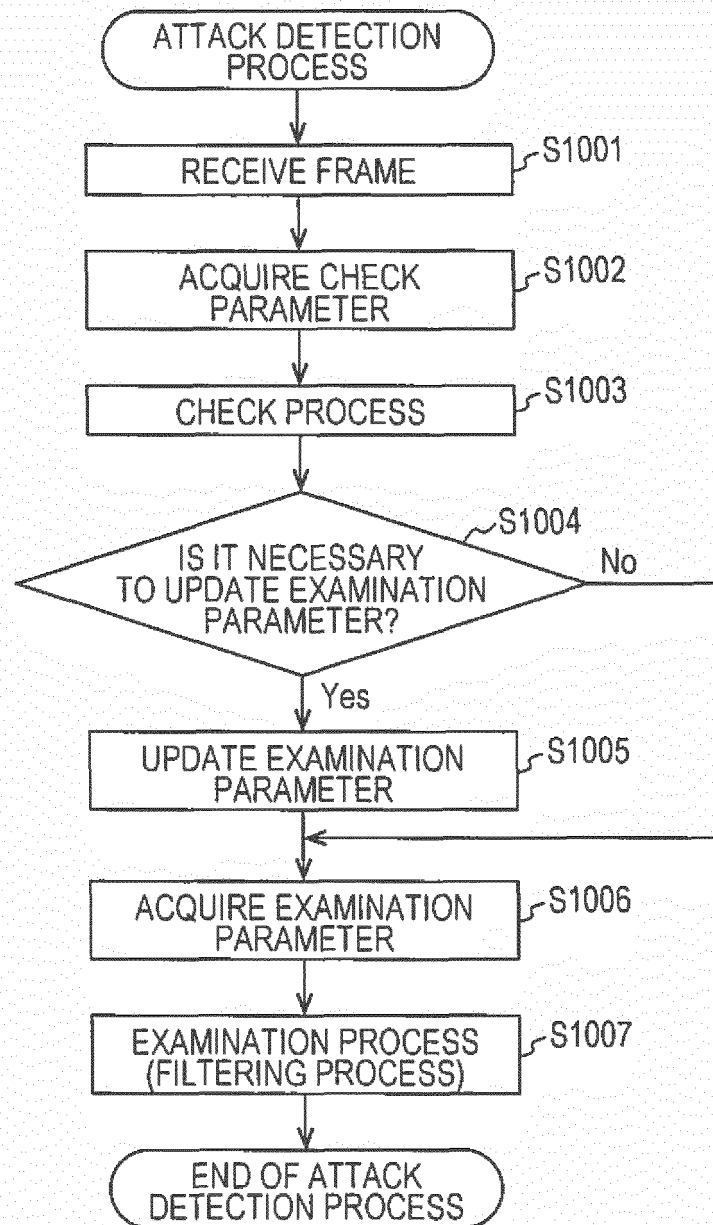 ATTACK DETECTION
PROCESS
RECEIVE FRAME
S1001
ACQUIRE CHECK
PARAMETER
S1002
CHECK PROCESS
S1003
IS IT NECESSARY
TO UPDATE EXAMINATION
PARAMETER?
S1004
No
Yes
UPDATE EXAMINATION
PARAMETER
S1005
ACQUIRE EXAMINATION
PARAMETER
S1006
EXAMINATION PROCESS
(FILTERING PROCESS)
S1007
END OF ATTACK
DETECTION PROCESS